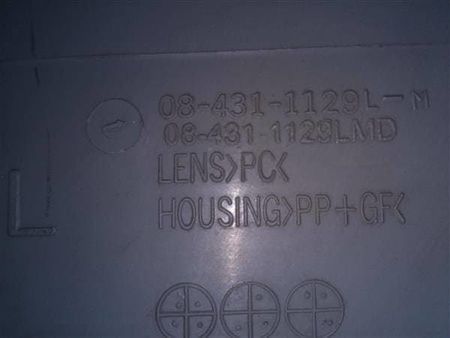 08-431-1129L-M
08-431-1129LMD
LENS>PC<
HOUSING>PP+GF<
L